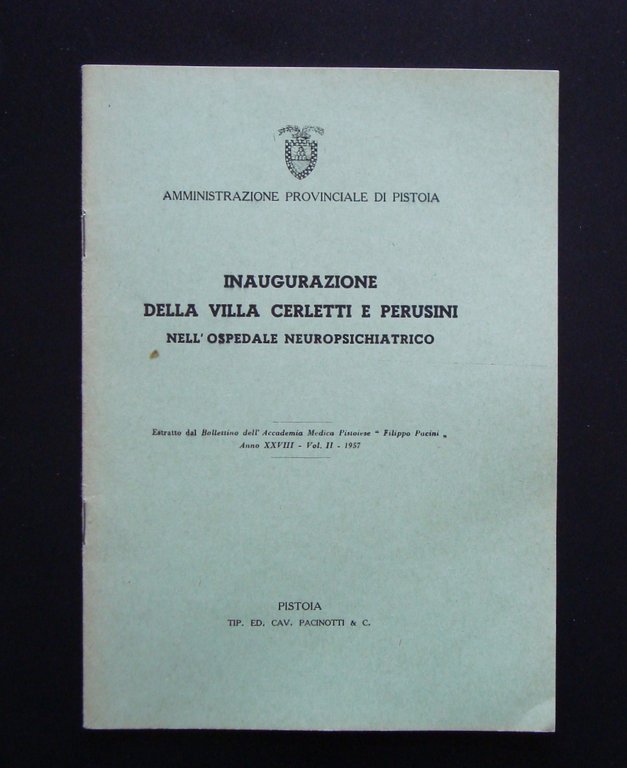 AMMINISTRAZIONE PROVINCIALE DI PISTOIA
INAUGURAZIONE
DELLA VILLA CERLETTI E PERUSINI
NELL' OSPEDALE NEUROPSICHIATRICO
Estratto dal Bollettino dell' Accademia Medica Pistoiese " Filippo Pacini „
Anno XXVIII - Vol. II - 1957
PISTOIA
TIP. ED. CAV. PACINOTTI & C.